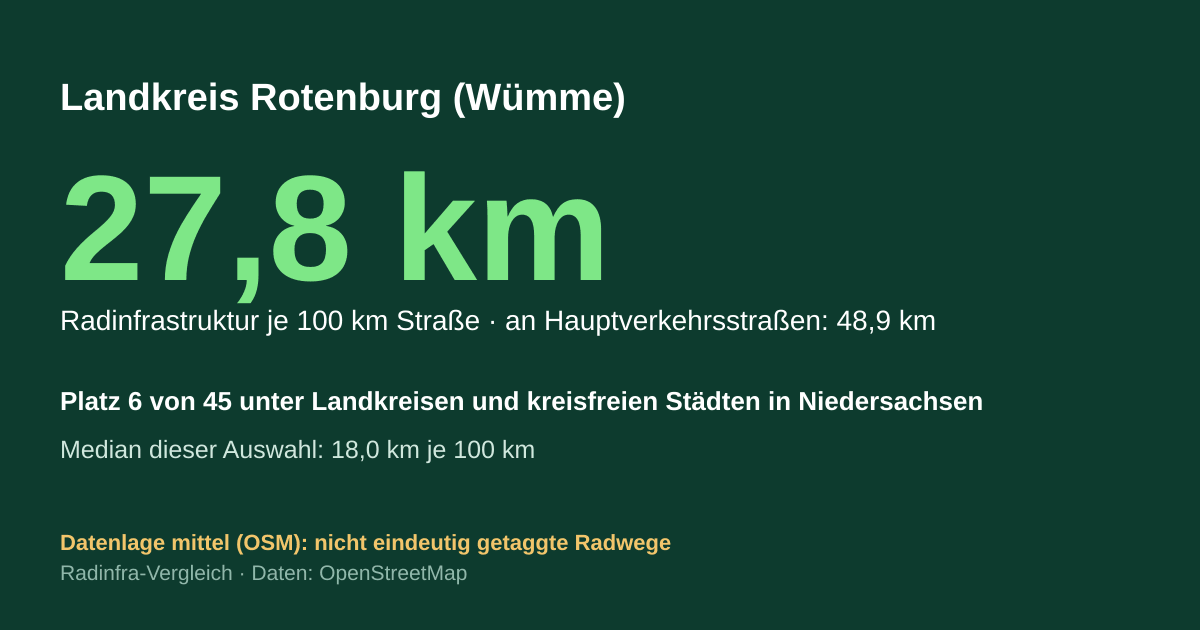 Landkreis Rotenburg (Wümme)
27,8 km
Radinfrastruktur je 100 km Straße · an Hauptverkehrsstraßen: 48,9 km
Platz 6 von 45 unter Landkreisen und kreisfreien Städten in Niedersachsen
Median dieser Auswahl: 18,0 km je 100 km
Datenlage mittel (OSM): nicht eindeutig getaggte Radwege
Radinfra-Vergleich · Daten: OpenStreetMap